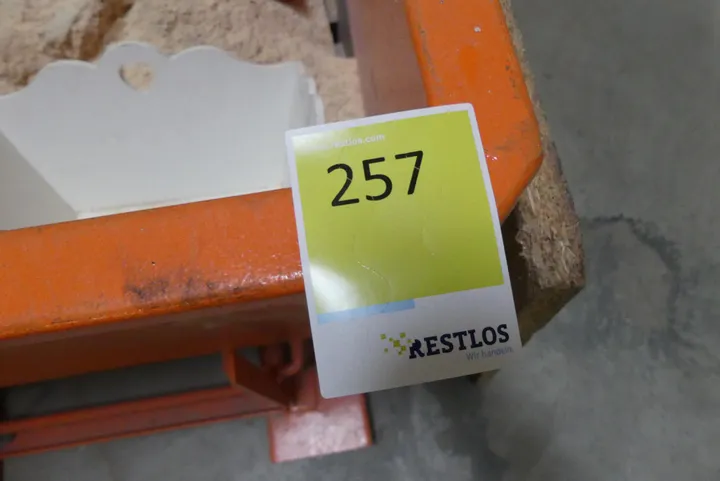 restlos.com
257
RESTLOS
Wir handeln.